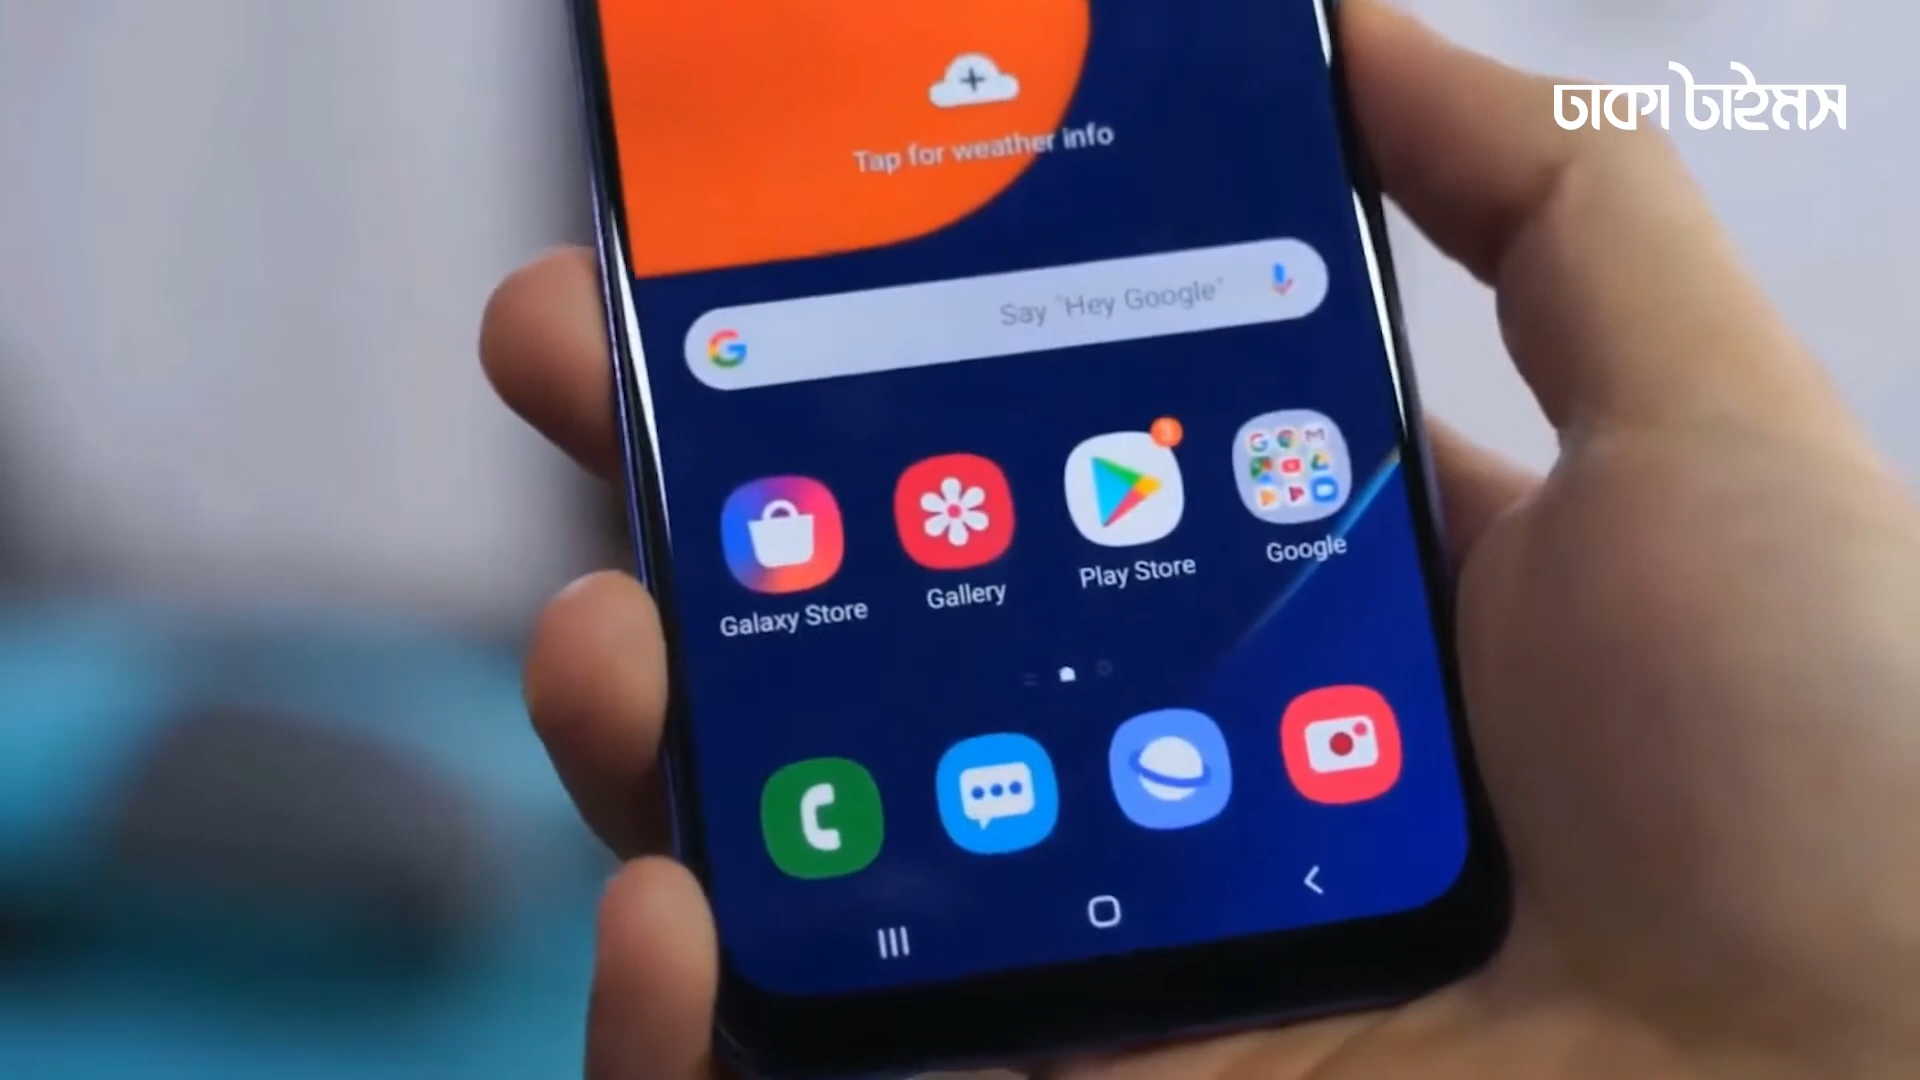 ঢাকা টাইমস
Tap for weather info
Say "Hey Google"
Galaxy Store
Gallery
Play Store
Google